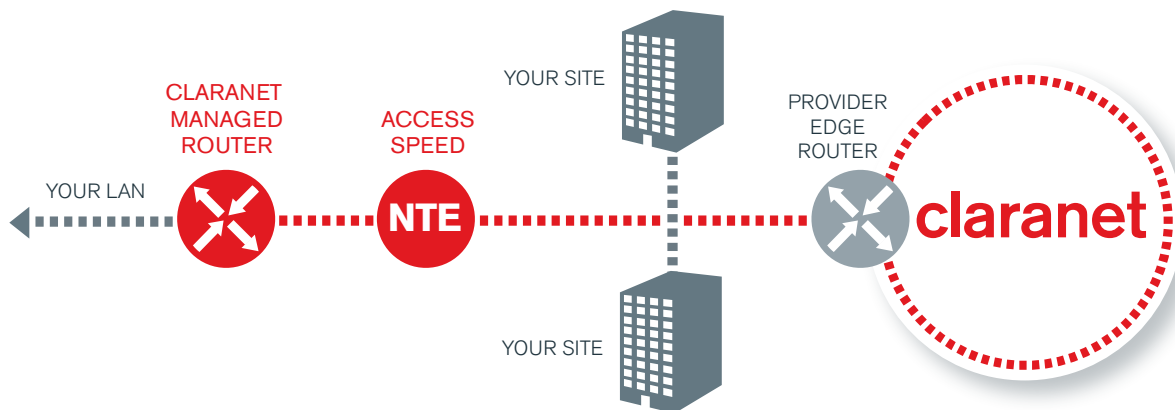 YOUR LAN
CLARANET
MANAGED
ROUTER
ACCESS
SPEED
NTE
YOUR SITE
YOUR SITE
PROVIDER
EDGE
ROUTER
claranet